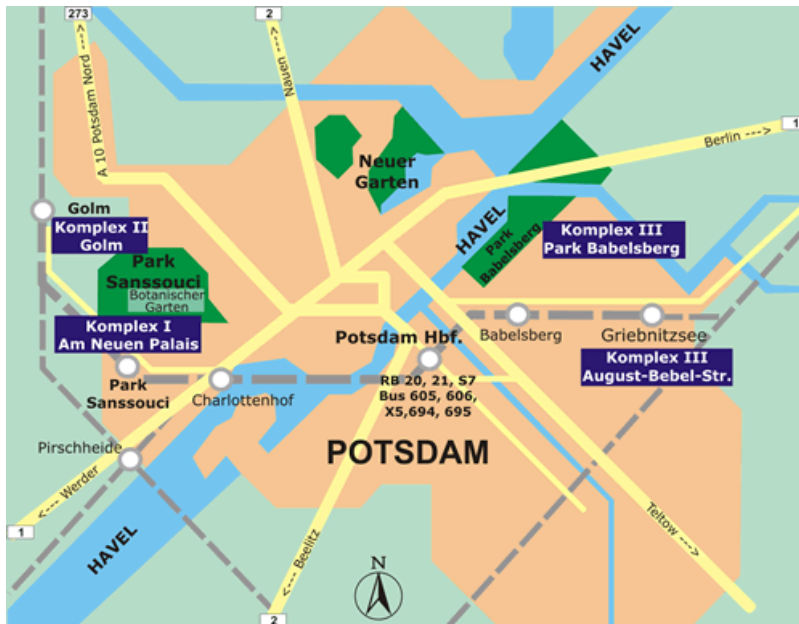 273
2
HAVEL
<--- Nauen
A 10 Potsdam Nord --->
1
Berlin --->
Neuer
Garten
Golm
Komplex II
Golm
HAVEL
Park
Babelsberg
Komplex III
Park Babelsberg
Park
Sanssouci
Botanischer
Garten
Komplex I
Am Neuen Palais
Potsdam Hbf.
Babelsberg
Griebnitzsee
Komplex III
August-Bebel-Str.
Park
Sanssouci
Charlottenhof
RB 20, 21, S7
Bus 605, 606,
X5,694, 695
Pirschheide
POTSDAM
<--- Werder
1
HAVEL
<--- Beelitz
Teltow --->
N
2